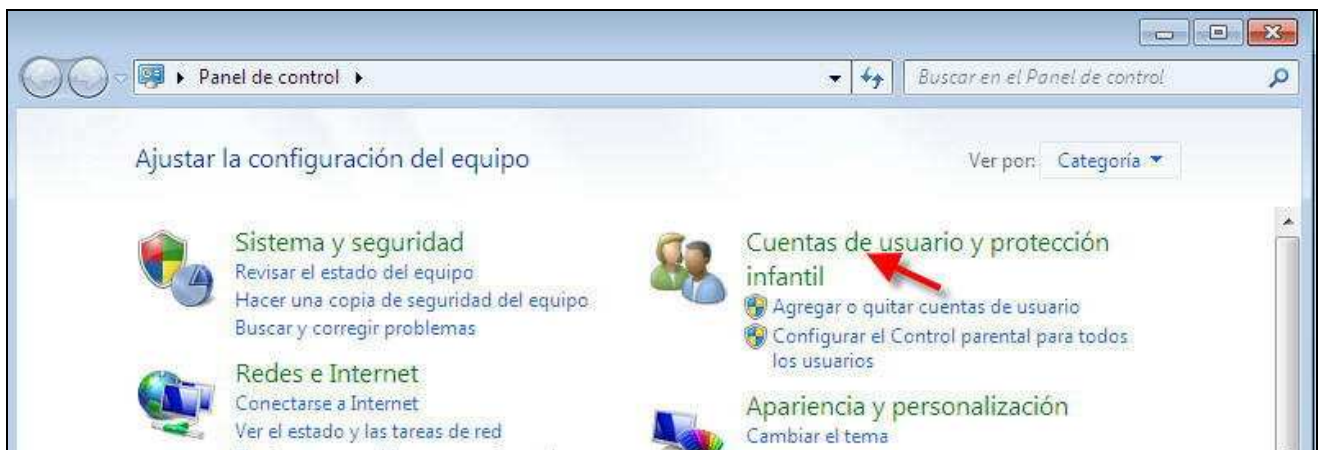 Panel de control
Buscar en el Panel de control
Ajustar la configuración del equipo
Ver por: Categoría
Sistema y seguridad
Revisar el estado del equipo
Hacer una copia de seguridad del equipo
Buscar y corregir problemas
Redes e Internet
Conectarse a Internet
Ver el estado y las tareas de red
Cuentas de usuario y protección
infantil
Agregar o quitar cuentas de usuario
Configurar el Control parental para todos
los usuarios
Apariencia y personalización
Cambiar el tema